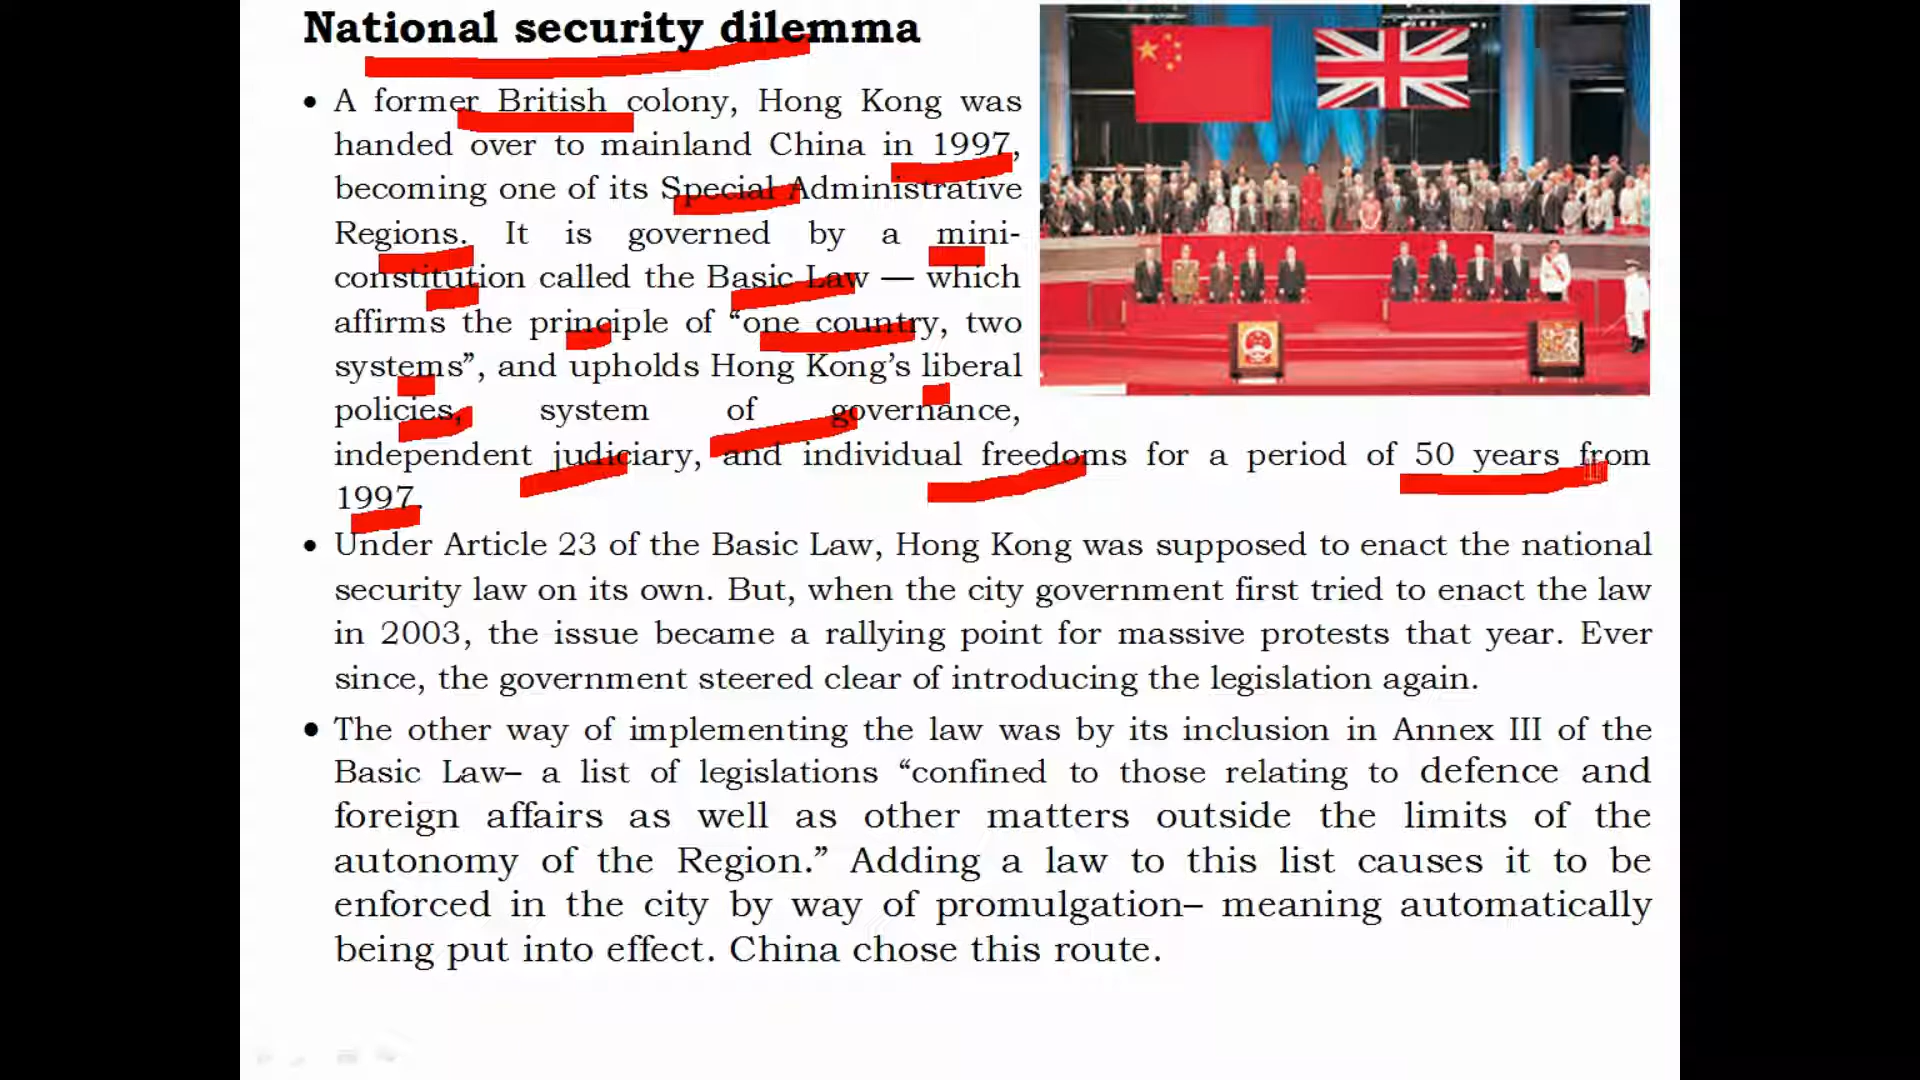 National security dilemma
• A former British colony, Hong Kong was
handed over to mainland China in 1997,
becoming one of its Special Administrative
Regions. It is governed by a mini-
constitution called the Basic Law — which
affirms the principle of “one country, two
systems”, and upholds Hong Kong’s liberal
policies, system of governance,
independent judiciary, and individual freedoms for a period of 50 years from
1997.
• Under Article 23 of the Basic Law, Hong Kong was supposed to enact the national
security law on its own. But, when the city government first tried to enact the law
in 2003, the issue became a rallying point for massive protests that year. Ever
since, the government steered clear of introducing the legislation again.
• The other way of implementing the law was by its inclusion in Annex III of the
Basic Law– a list of legislations “confined to those relating to defence and
foreign affairs as well as other matters outside the limits of the
autonomy of the Region.” Adding a law to this list causes it to be
enforced in the city by way of promulgation– meaning automatically
being put into effect. China chose this route.